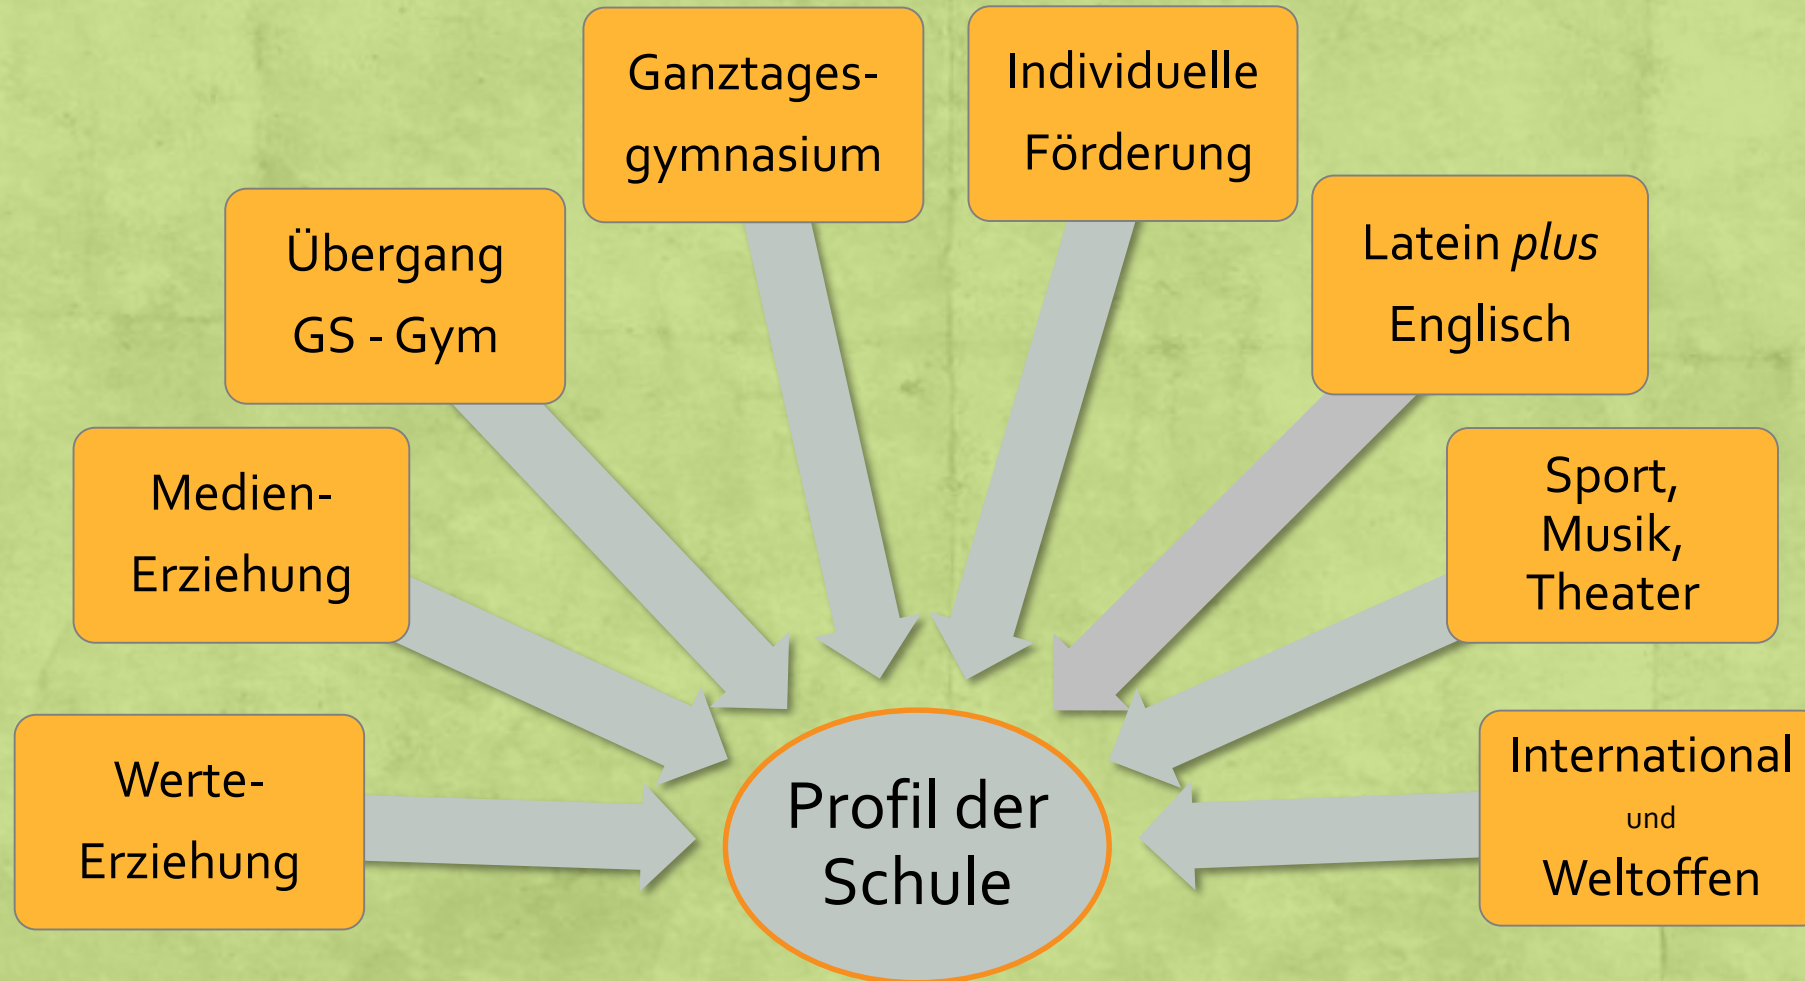 Ganztages-
gymnasium
Individuelle
Förderung
Übergang
GS - Gym
Latein plus
Englisch
Medien-
Erziehung
Sport,
Musik,
Theater
Werte-
Erziehung
Profil der
Schule
International
und
Weltoffen